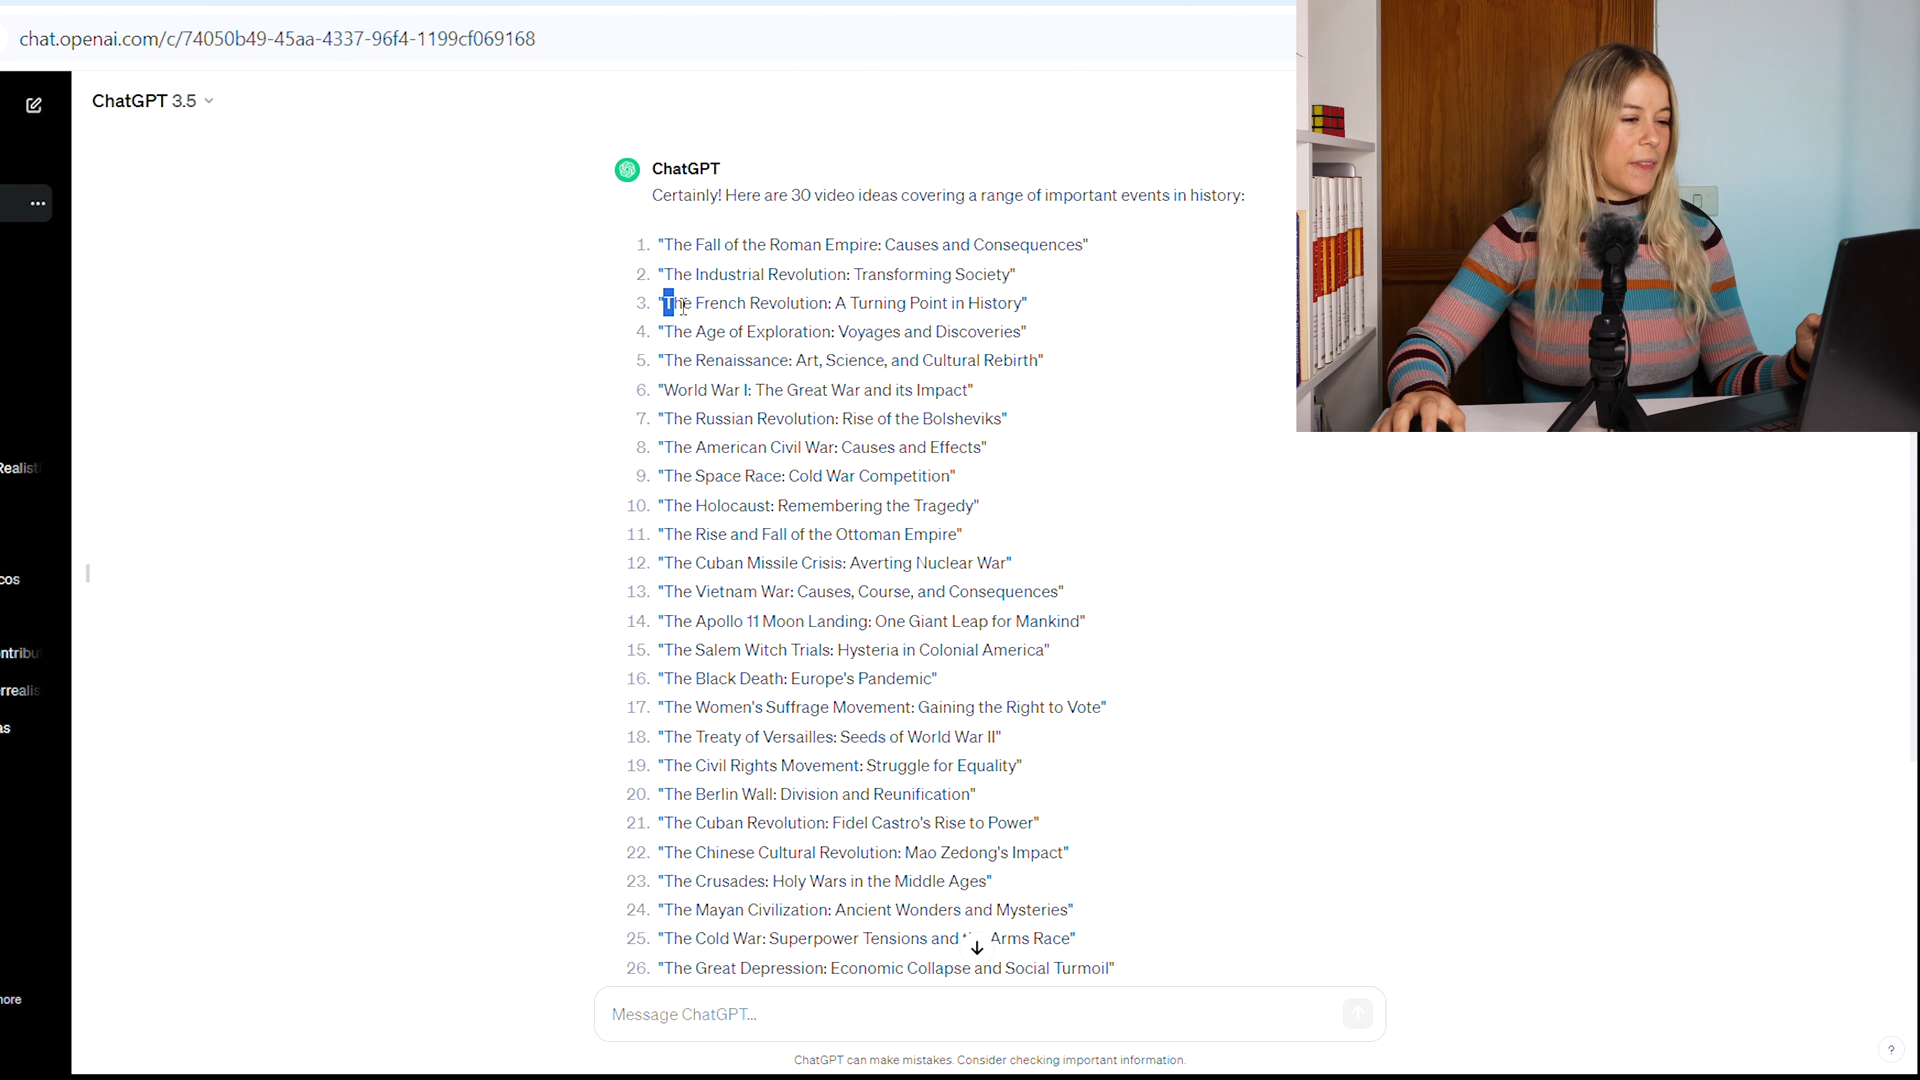 chat.openai.com/c/74050b49-45aa-4337-96f4-1199cf069168
ChatGPT 3.5
ChatGPT
Certainly! Here are 30 video ideas covering a range of important events in history:
1. "The Fall of the Roman Empire: Causes and Consequences"
2. "The Industrial Revolution: Transforming Society"
3. "The French Revolution: A Turning Point in History"
4. "The Age of Exploration: Voyages and Discoveries"
5. "The Renaissance: Art, Science, and Cultural Rebirth"
6. "World War I: The Great War and its Impact"
7. "The Russian Revolution: Rise of the Bolsheviks"
8. "The American Civil War: Causes and Effects"
9. "The Space Race: Cold War Competition"
10. "The Holocaust: Remembering the Tragedy"
11. "The Rise and Fall of the Ottoman Empire"
12. "The Cuban Missile Crisis: Averting Nuclear War"
13. "The Vietnam War: Causes, Course, and Consequences"
14. "The Apollo 11 Moon Landing: One Giant Leap for Mankind"
15. "The Salem Witch Trials: Hysteria in Colonial America"
16. "The Black Death: Europe's Pandemic"
17. "The Women's Suffrage Movement: Gaining the Right to Vote"
18. "The Treaty of Versailles: Seeds of World War II"
19. "The Civil Rights Movement: Struggle for Equality"
20. "The Berlin Wall: Division and Reunification"
21. "The Cuban Revolution: Fidel Castro's Rise to Power"
22. "The Chinese Cultural Revolution: Mao Zedong's Impact"
23. "The Crusades: Holy Wars in the Middle Ages"
24. "The Mayan Civilization: Ancient Wonders and Mysteries"
25. "The Cold War: Superpower Tensions and Arms Race"
26. "The Great Depression: Economic Collapse and Social Turmoil"
Realist
cos
ntribu
rrealis
as
more
Message ChatGPT...
ChatGPT can make mistakes. Consider checking important information.
?